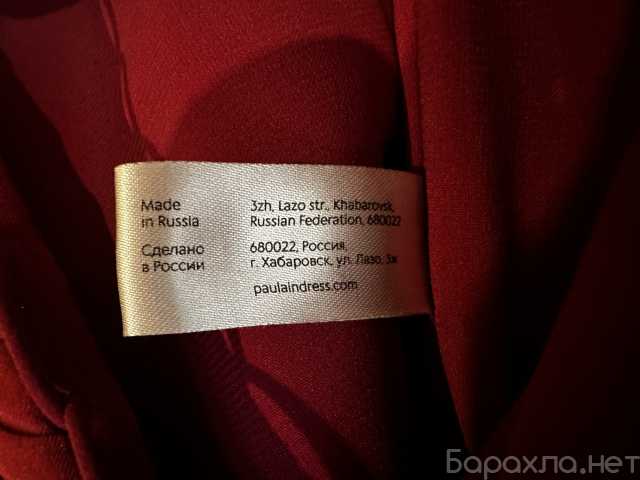 Made
in Russia
3zh, Lazo str., Khabarovsk,
Russian Federation, 680022
Сделано
в России
680022, Россия,
г. Хабаровск, ул. Лазо, 3ж
paulaindress.com
Барахла.нет